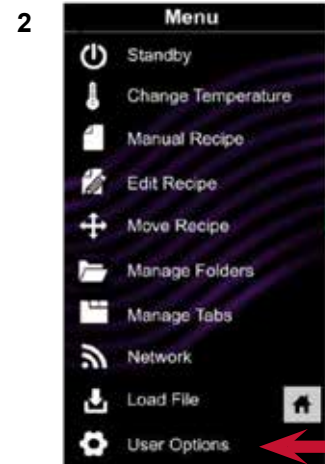 2
Menu
Standby
Change Temperature
Manual Recipe
Edit Recipe
Move Recipe
Manage Folders
Manage Tabs
Network
Load File
User Options